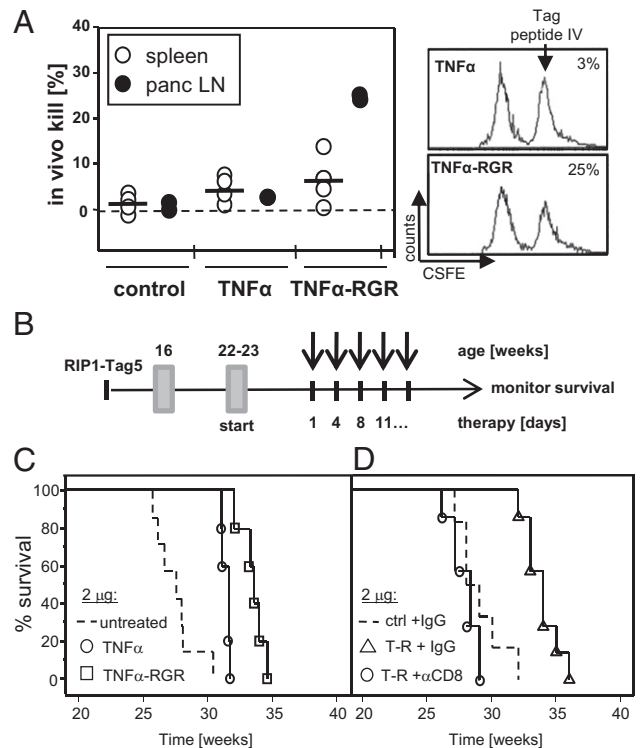 A
in vivo kill [%]
40
30
20
10
0
spleen
panc LN
control TNFα TNFα-RGR
Tag
peptide IV
TNFα 3%
TNFα-RGR 25%
counts
CSFE
B
16 22-23 age [weeks]
RIP1-Tag5
monitor survival
start 1 4 8 11... therapy [days]
C
% survival
100
80
60
40
20
0
2 µg:
untreated
TNFα
TNFα-RGR
20 25 30 35 40
Time [weeks]
D
2 µg:
ctrl +IgG
T-R + IgG
T-R +αCD8
20 25 30 35 40
Time [weeks]